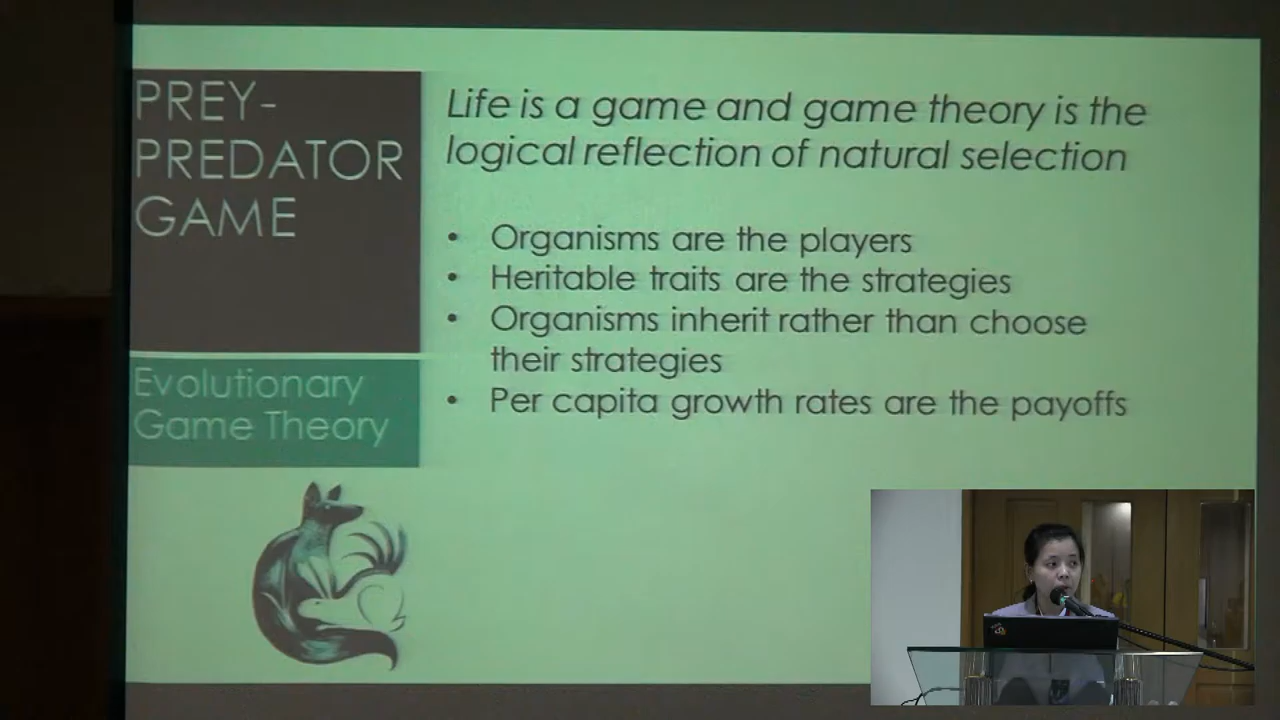 PREY-
PREDATOR
GAME
Evolutionary
Game Theory
Life is a game and game theory is the
logical reflection of natural selection
• Organisms are the players
• Heritable traits are the strategies
• Organisms inherit rather than choose
their strategies
• Per capita growth rates are the payoffs